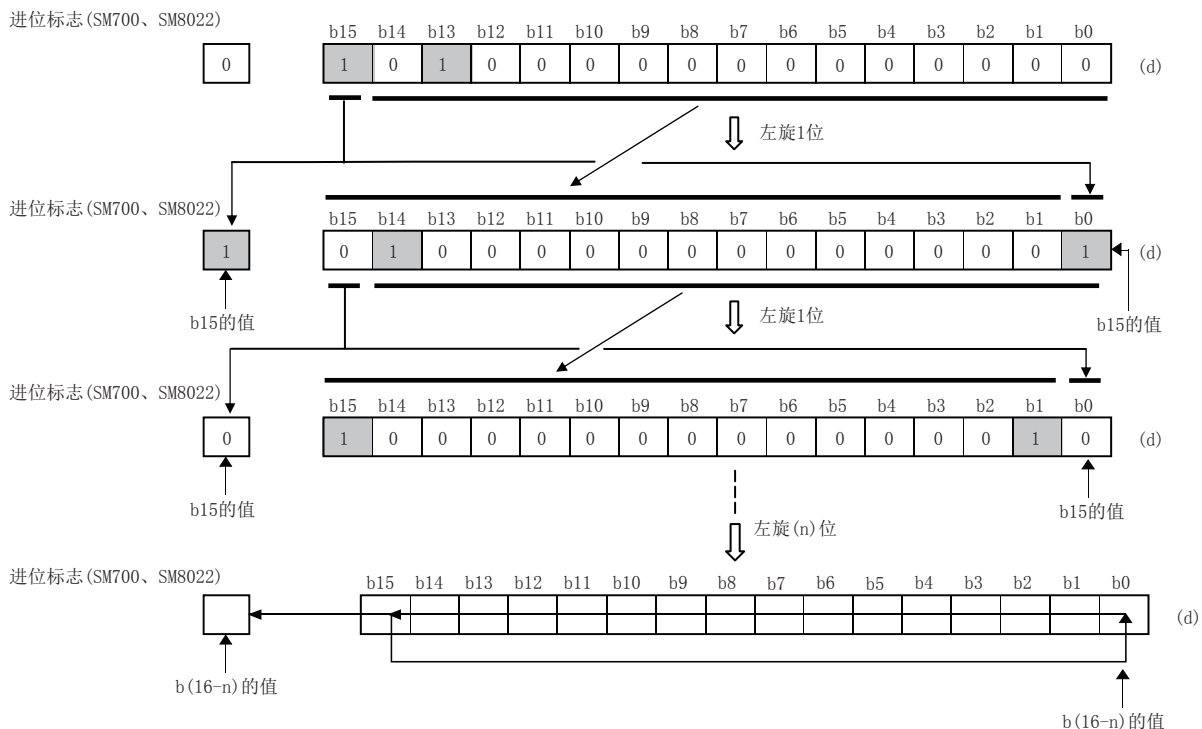 进位标志(SM700、SM8022)
b15 b14 b13 b12 b11 b10 b9 b8 b7 b6 b5 b4 b3 b2 b1 b0
0 1 0 1 0 0 0 0 0 0 0 0 0 0 0 0 0 (d)
左旋1位
进位标志(SM700、SM8022)
b15 b14 b13 b12 b11 b10 b9 b8 b7 b6 b5 b4 b3 b2 b1 b0
1 0 1 0 0 0 0 0 0 0 0 0 0 0 0 0 1 (d)
b15的值 左旋1位 b15的值
进位标志(SM700、SM8022)
b15 b14 b13 b12 b11 b10 b9 b8 b7 b6 b5 b4 b3 b2 b1 b0
0 1 0 0 0 0 0 0 0 0 0 0 0 0 0 1 0 (d)
b15的值 b15的值
左旋(n)位
进位标志(SM700、SM8022)
b15 b14 b13 b12 b11 b10 b9 b8 b7 b6 b5 b4 b3 b2 b1 b0
(d)
b(16-n)的值
b(16-n)的值